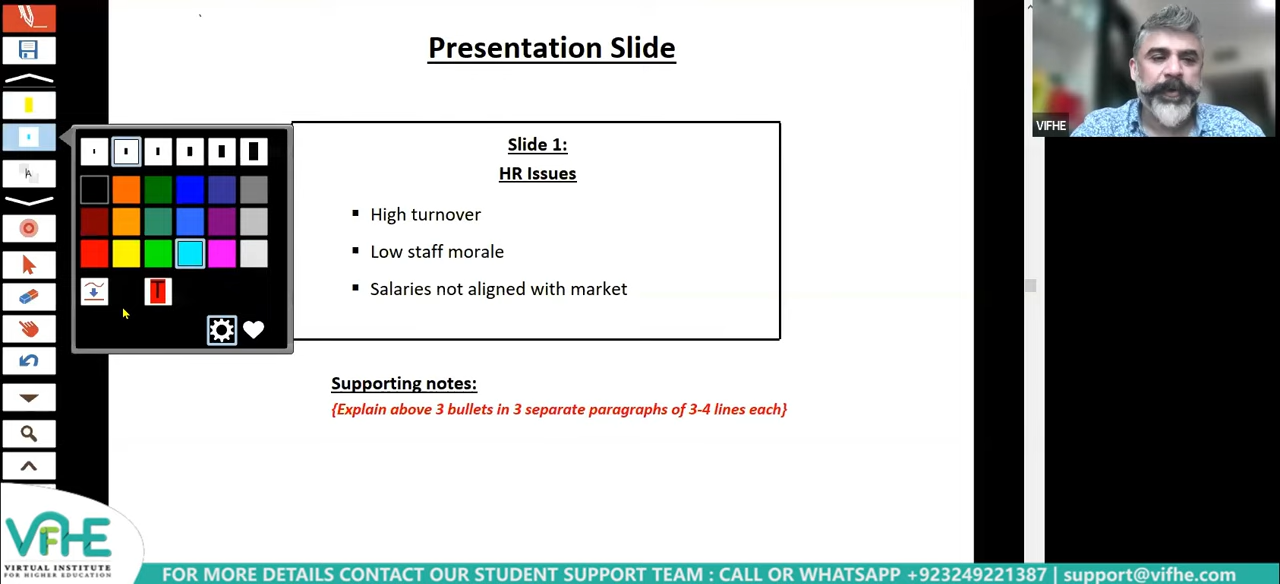 Presentation Slide
VIFHE
Slide 1:
HR Issues
▪ High turnover
▪ Low staff morale
▪ Salaries not aligned with market
T
A
Supporting notes:
{Explain above 3 bullets in 3 separate paragraphs of 3-4 lines each}
VIFHE
VIRTUAL INSTITUTE
FOR HIGHER EDUCATION
FOR MORE DETAILS CONTACT OUR STUDENT SUPPORT TEAM : CALL OR WHATSAPP +923249221387 | support@vifhe.com